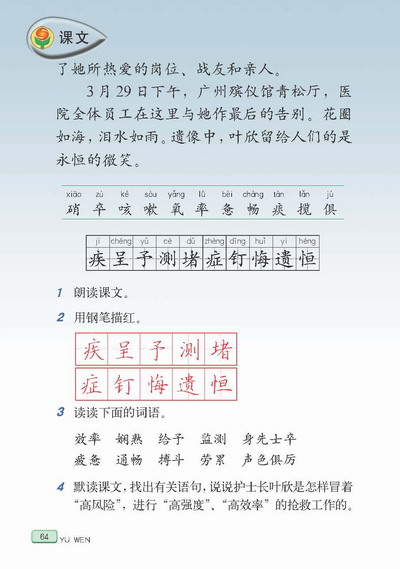 课文
了她所热爱的岗位、战友和亲人。
3月29日下午，广州殡仪馆青松厅，医
院全体员工在这里与她作最后的告别。花圈
如海，泪水如雨。遗像中，叶欣留给人们的是
永恒的微笑。
xiāo zú ké sòu yǎng lǜ bèi chàng tán lǎn jù
硝 卒 咳 嗽 氧 率 惫 畅 痰 揽 俱
jí chéng yǔ cè dǔ zhèng dīng huǐ yí héng
疾 呈 予 测 堵 症 钉 悔 遗 恒
1 朗读课文。
2 用钢笔描红。
疾 呈 予 测 堵
症 钉 悔 遗 恒
3 读读下面的词语。
效率 娴熟 给予 监测 身先士卒
疲惫 通畅 搏斗 劳累 声色俱厉
4 默读课文，找出有关语句，说说护士长叶欣是怎样冒着
“高风险”，进行“高强度”、“高效率”的抢救工作的。
64 YU WEN